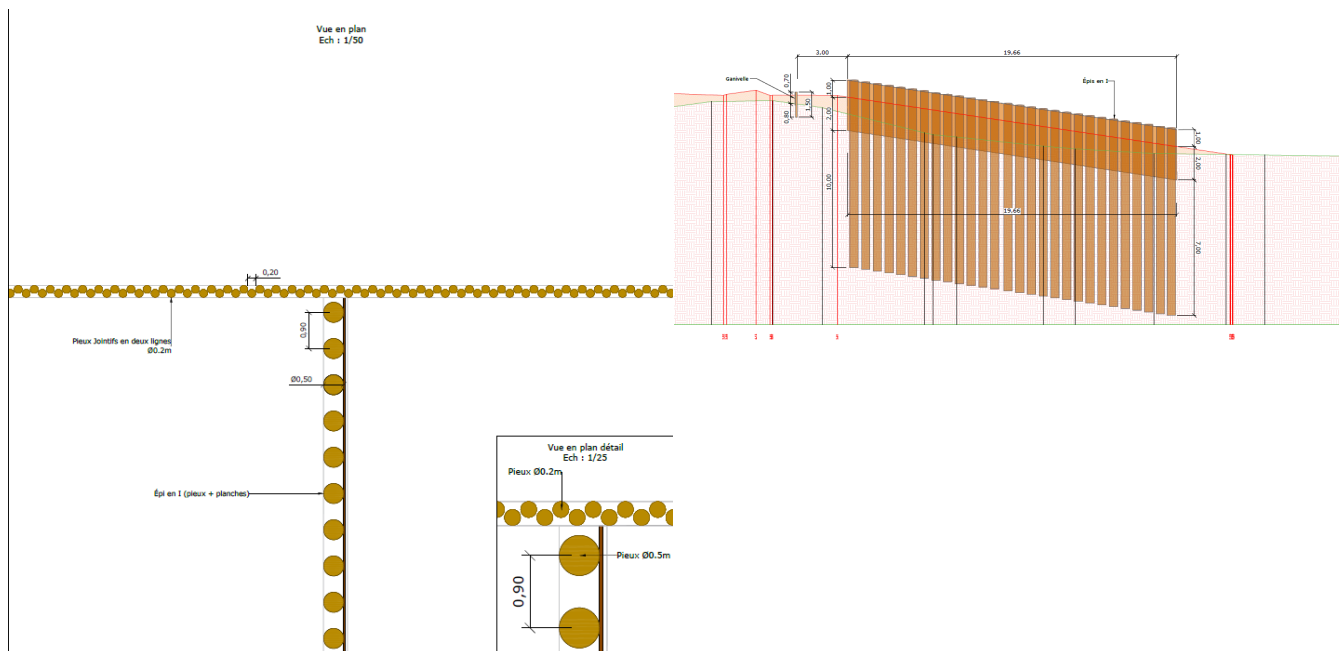 Vue en plan
Ech : 1/50
0,20
Pieux Jointifs en deux lignes
Ø0.2m
0,90
Ø0,50
Épi en I (pieux + planches)
Vue en plan détail
Ech : 1/25
Pieux Ø0.2m
Pieux Ø0.5m
0,90
3.00
19.66
Ganivelle
0,70
1,50
0,80
1,00
2,00
10,00
Épis en I
1,00
2,00
7,00
19.66